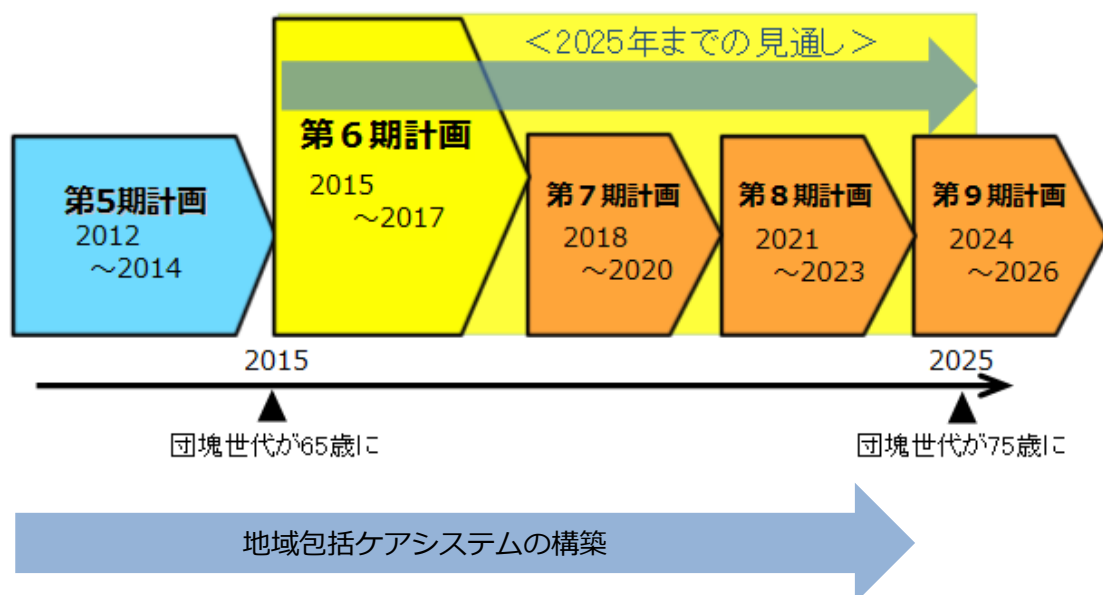 <2025年までの見通し>
第5期計画
2012
～2014
第６期計画
2015
～2017
第７期計画
2018
～2020
第８期計画
2021
～2023
第９期計画
2024
～2026
2015
2025
団塊世代が65歳に
団塊世代が75歳に
地域包括ケアシステムの構築